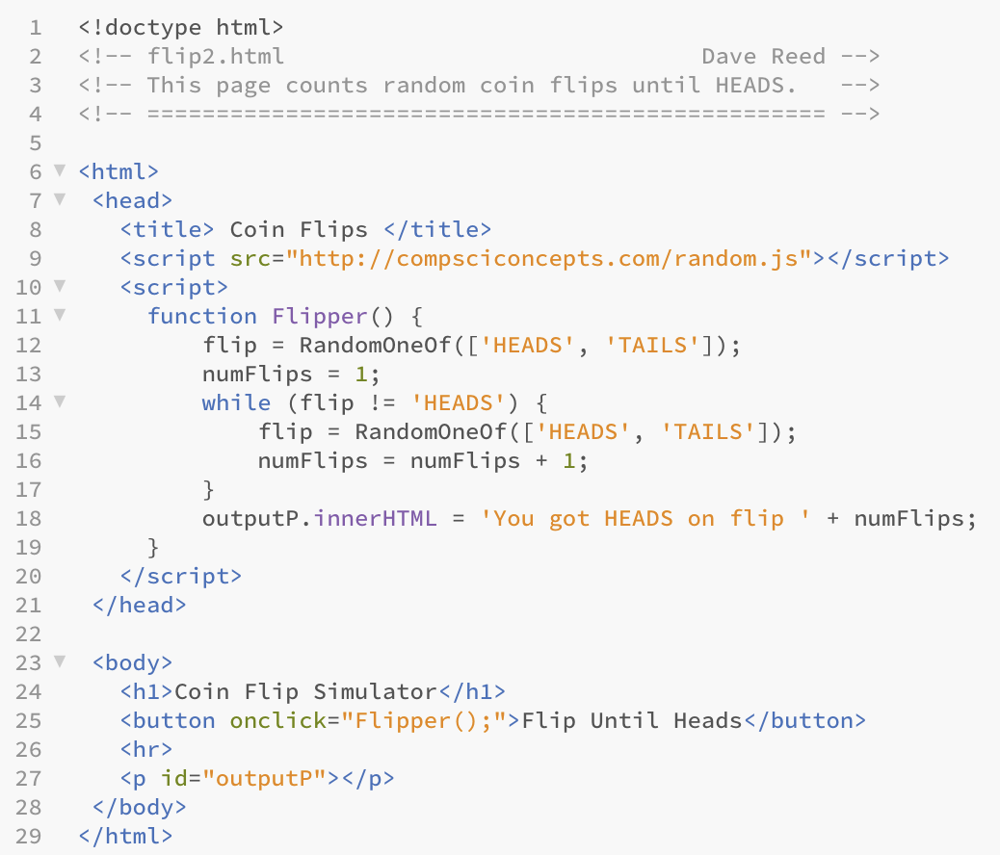 1 <!doctype html>
2 <!-- flip2.html                              Dave Reed -->
3 <!-- This page counts random coin flips until HEADS.   -->
4 <!-- ================================================= -->
5
6 <html>
7  <head>
8    <title> Coin Flips </title>
9    <script src="http://compsciconcepts.com/random.js"></script>
10    <script>
11      function Flipper() {
12          flip = RandomOneOf(['HEADS', 'TAILS']);
13          numFlips = 1;
14          while (flip != 'HEADS') {
15              flip = RandomOneOf(['HEADS', 'TAILS']);
16              numFlips = numFlips + 1;
17          }
18          outputP.innerHTML = 'You got HEADS on flip ' + numFlips;
19      }
20    </script>
21  </head>
22
23  <body>
24    <h1>Coin Flip Simulator</h1>
25    <button onclick="Flipper();">Flip Until Heads</button>
26    <hr>
27    <p id="outputP"></p>
28  </body>
29 </html>